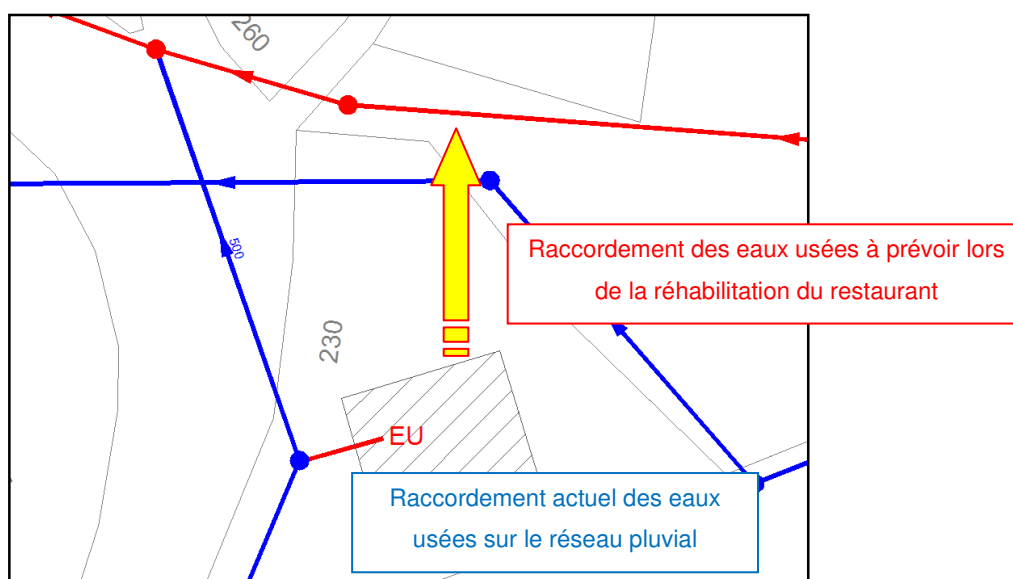 260
500
Raccordement des eaux usées à prévoir lors
de la réhabilitation du restaurant
230
EU
Raccordement actuel des eaux
usées sur le réseau pluvial